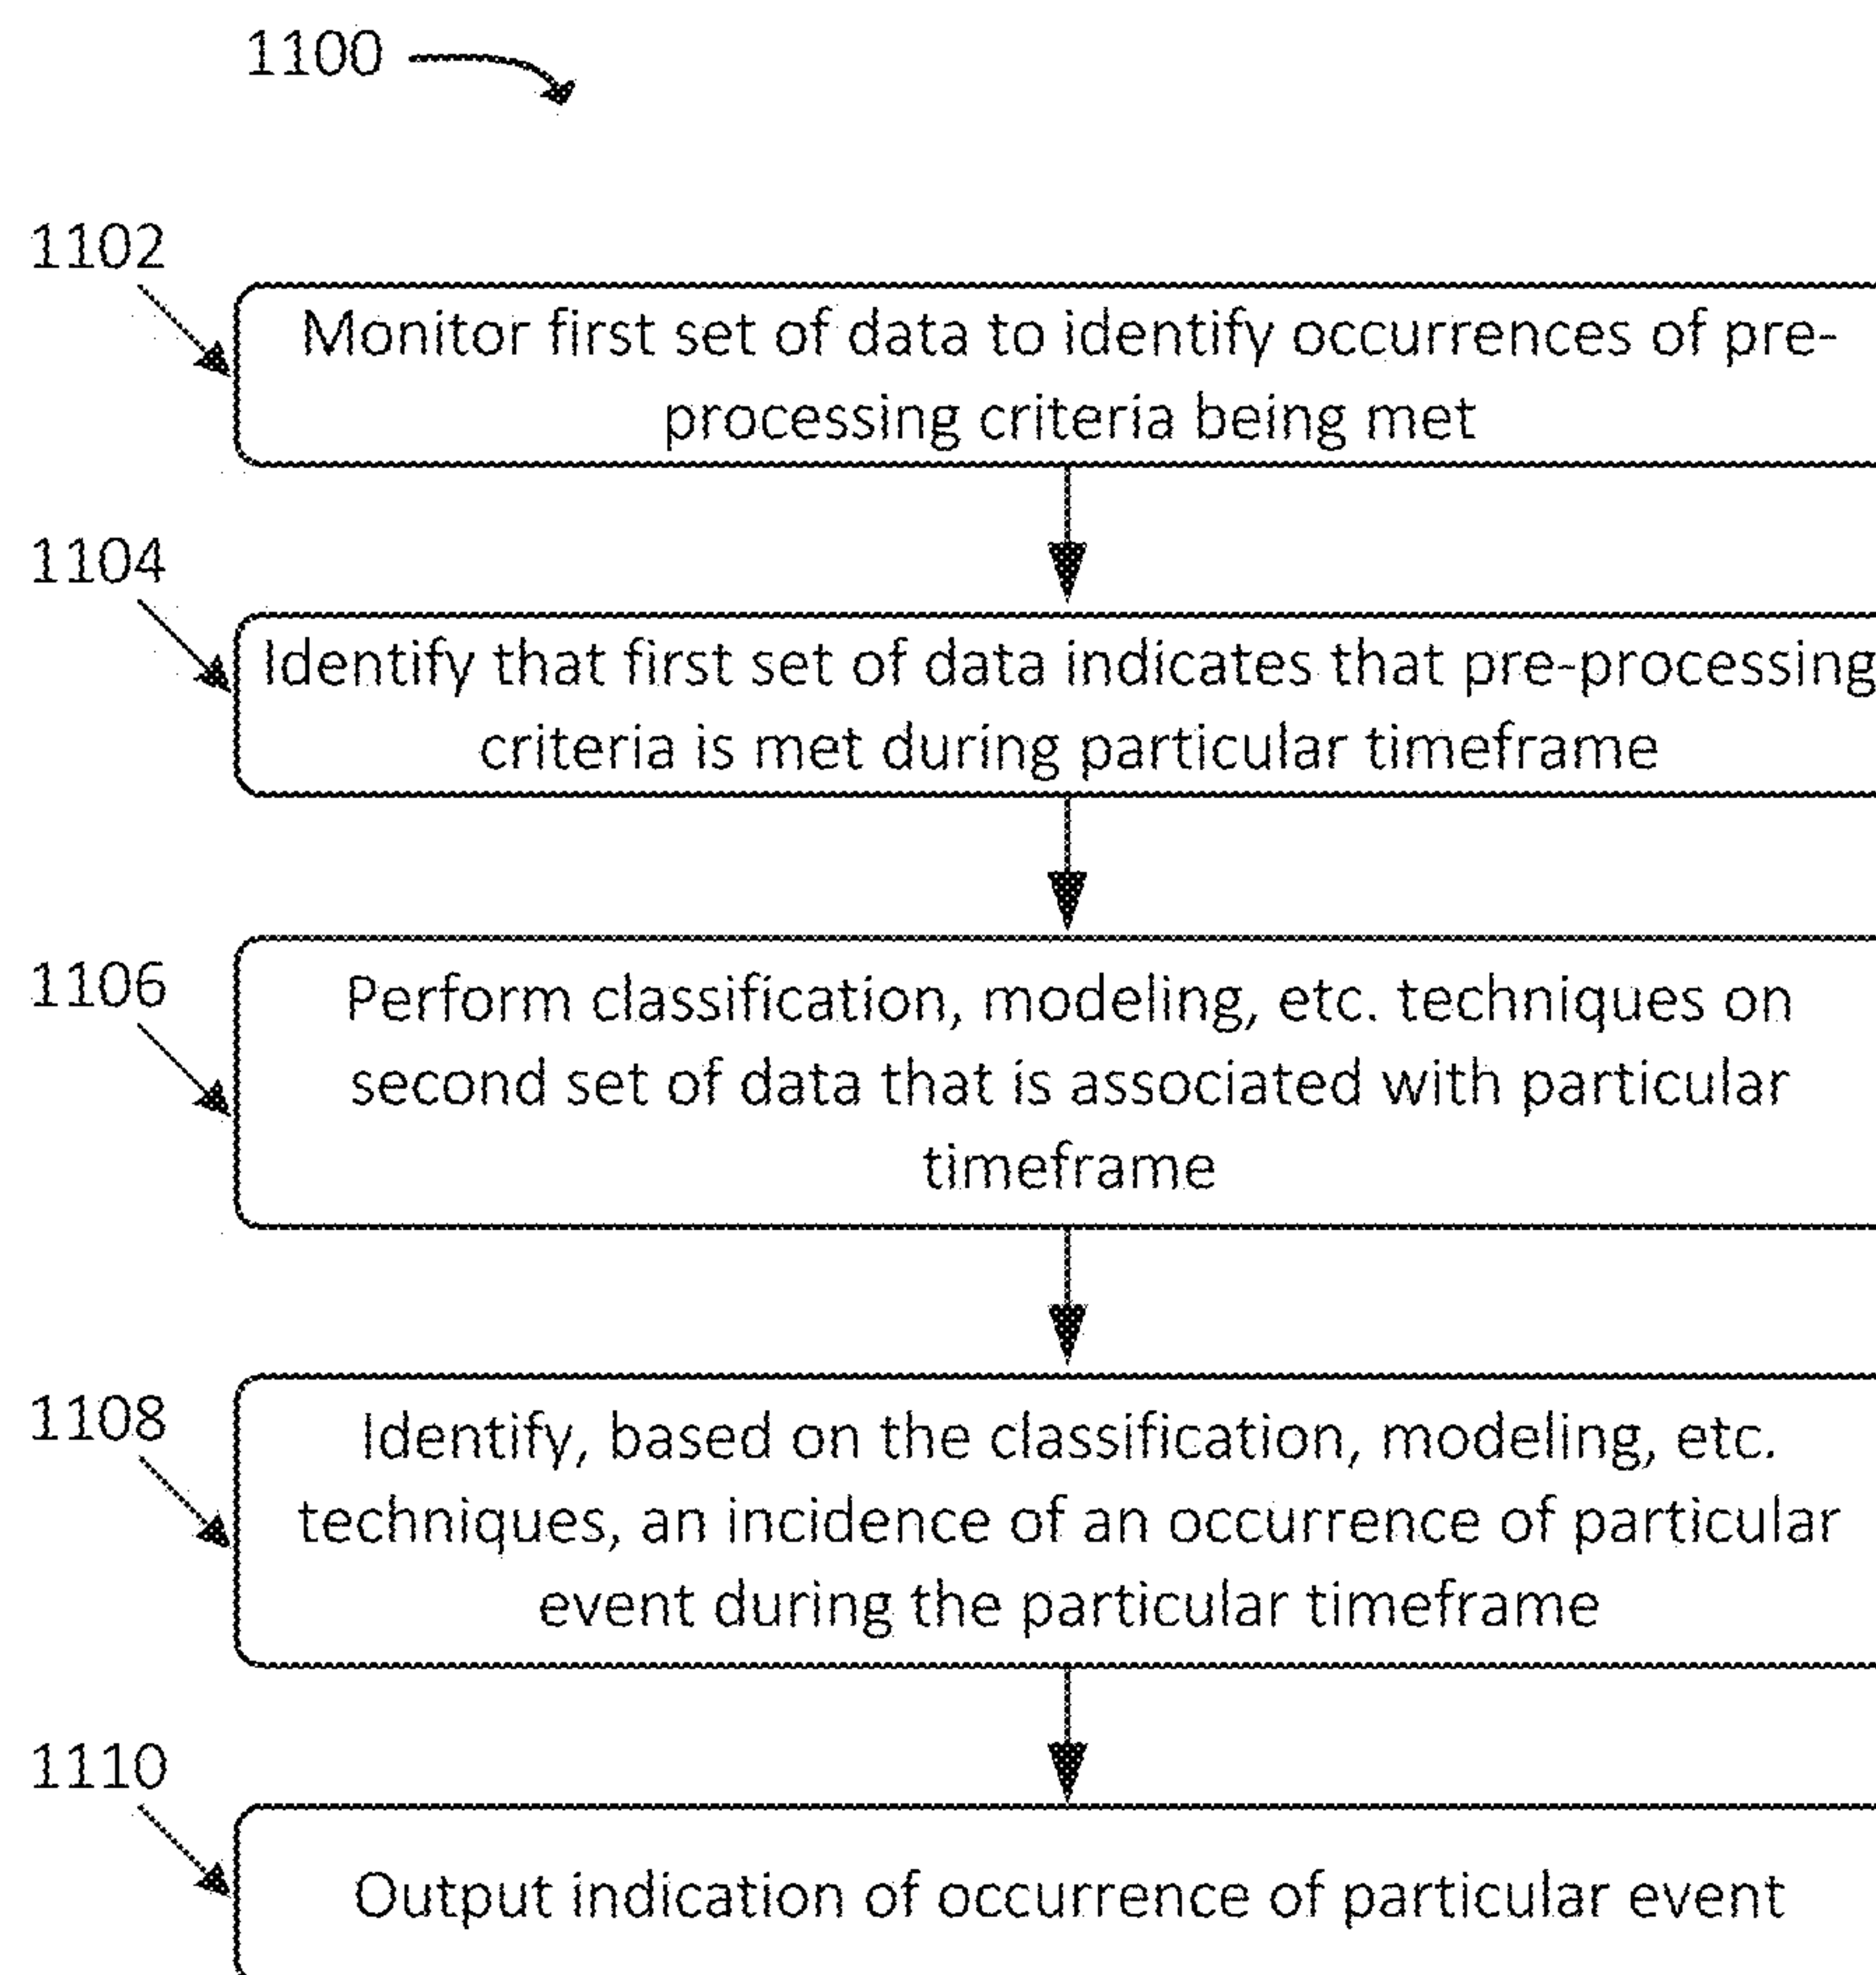 1100
1102
Monitor first set of data to identify occurrences of pre-
processing criteria being met
1104
Identify that first set of data indicates that pre-processing
criteria is met during particular timeframe
1106
Perform classification, modeling, etc. techniques on
second set of data that is associated with particular
timeframe
1108
Identify, based on the classification, modeling, etc.
techniques, an incidence of an occurrence of particular
event during the particular timeframe
1110
Output indication of occurrence of particular event